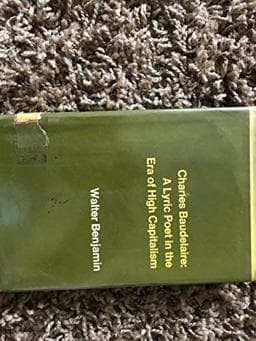 Charles Baudelaire:
A Lyric Poet in the
Era of High Capitalism
Walter Benjamin